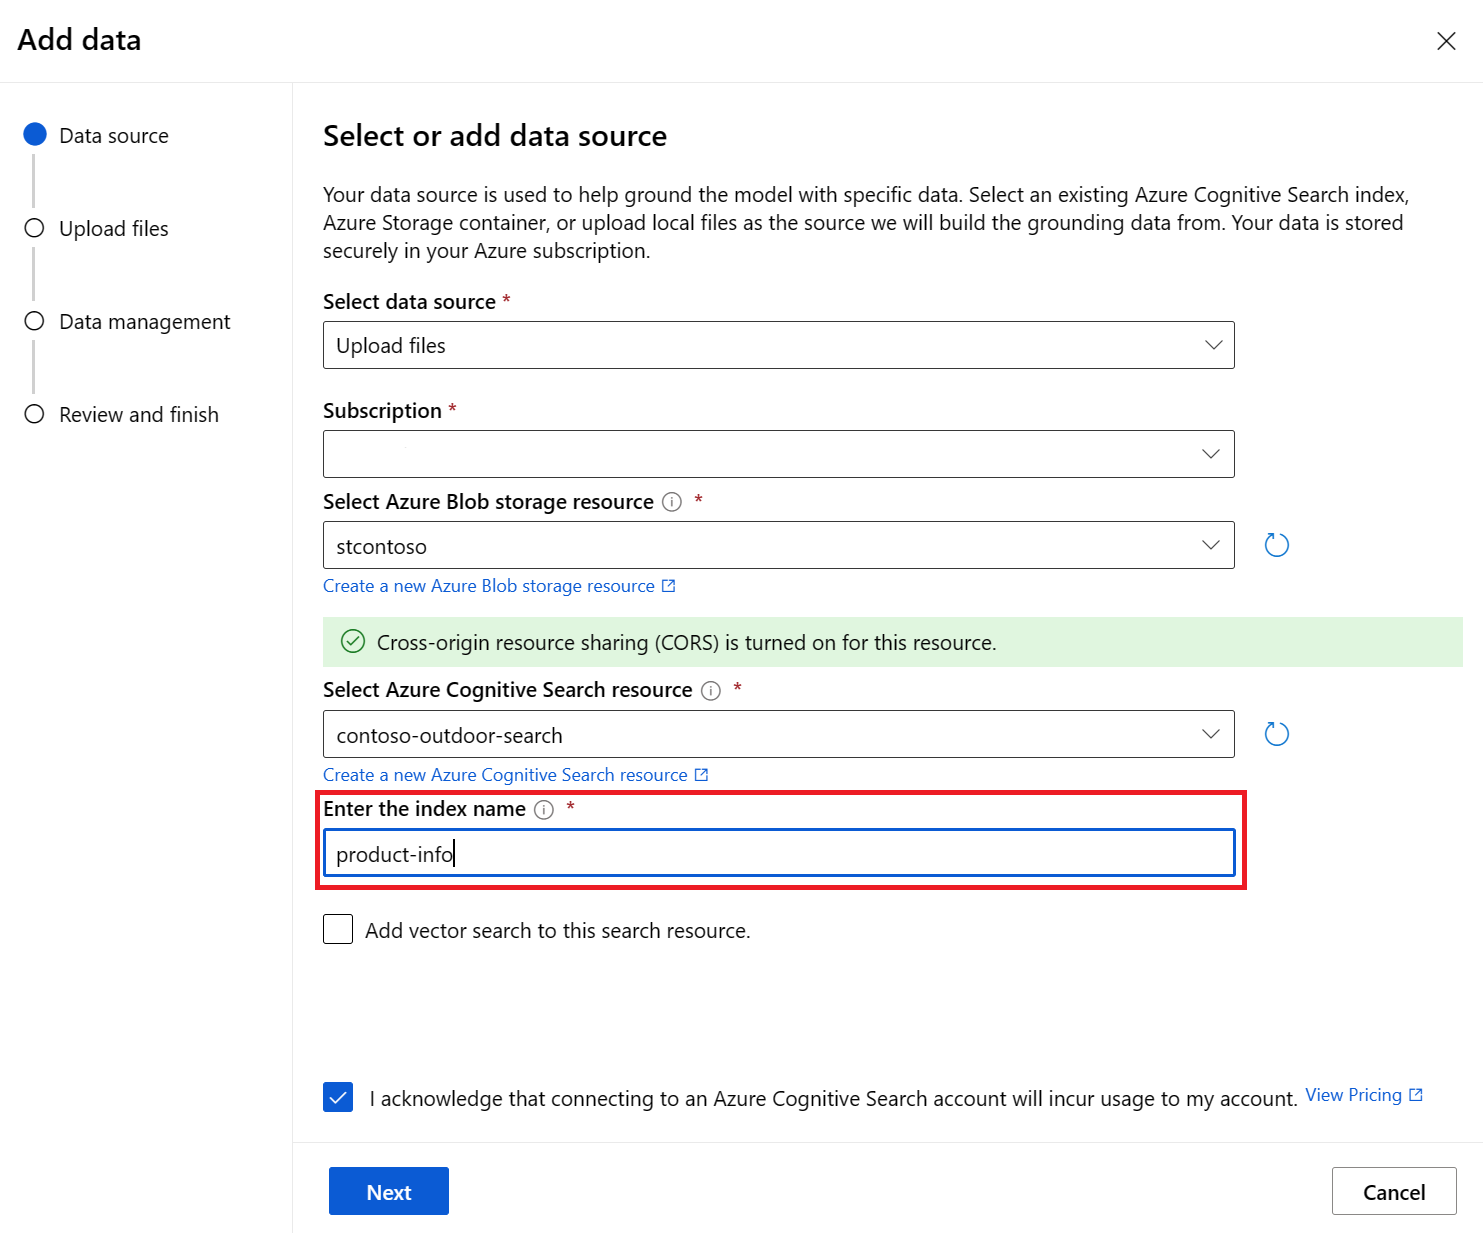 Add data
Data source
Upload files
Data management
Review and finish
Select or add data source
Your data source is used to help ground the model with specific data. Select an existing Azure Cognitive Search index,
Azure Storage container, or upload local files as the source we will build the grounding data from. Your data is stored
securely in your Azure subscription.
Select data source *
Upload files
Subscription *
Select Azure Blob storage resource *
stcontoso
Create a new Azure Blob storage resource
Cross-origin resource sharing (CORS) is turned on for this resource.
Select Azure Cognitive Search resource *
contoso-outdoor-search
Create a new Azure Cognitive Search resource
Enter the index name *
product-info
Add vector search to this search resource.
I acknowledge that connecting to an Azure Cognitive Search account will incur usage to my account. View Pricing
Next
Cancel